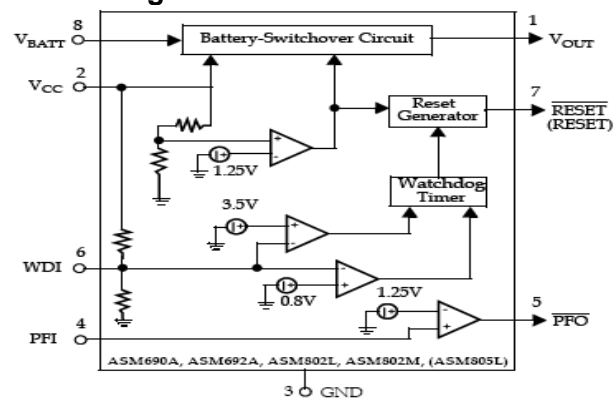 8
V_BATT
Battery-Switchover Circuit
1
V_OUT
2
V_CC
7
RESET
(RESET)
Reset
Generator
+
-
1.25V
Watchdog
Timer
3.5V
+
-
6
WDI
-
+
0.8V
1.25V
-
+
5
PFO
4
PFI
ASM690A, ASM692A, ASM802L, ASM802M, (ASM805L)
3
GND